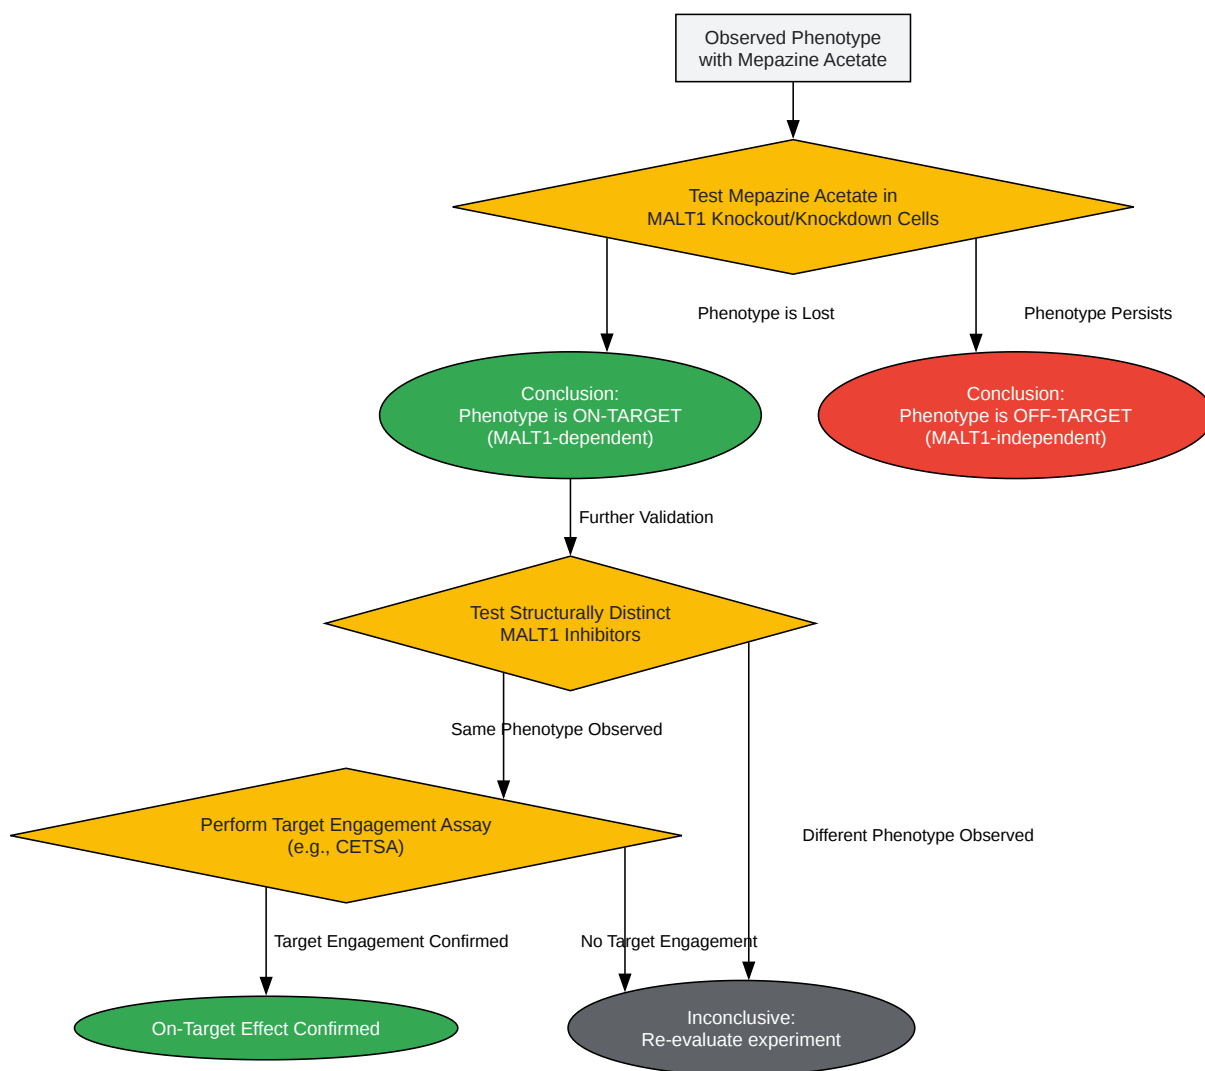 Observed Phenotype
with Mepazine Acetate
Test Mepazine Acetate in
MALT1 Knockout/Knockdown Cells
Phenotype is Lost
Phenotype Persists
Conclusion:
Phenotype is ON-TARGET
(MALT1-dependent)
Conclusion:
Phenotype is OFF-TARGET
(MALT1-independent)
Further Validation
Test Structurally Distinct
MALT1 Inhibitors
Same Phenotype Observed
Perform Target Engagement Assay
(e.g., CETSA)
Different Phenotype Observed
Target Engagement Confirmed
No Target Engagement
On-Target Effect Confirmed
Inconclusive:
Re-evaluate experiment